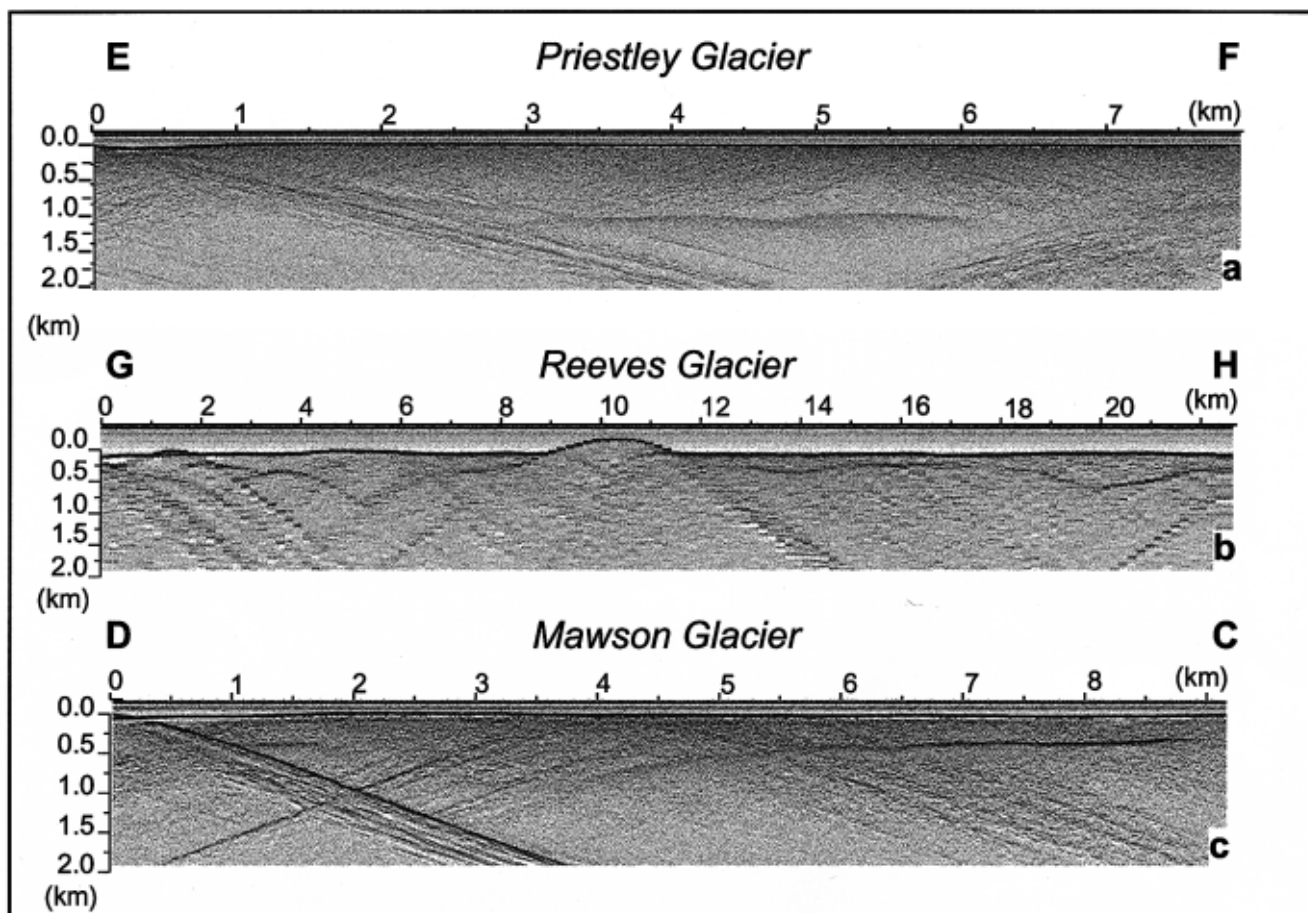 E Priestley Glacier F
0 1 2 3 4 5 6 7 (km)
0.0
0.5
1.0
1.5
2.0
a
(km)
G Reeves Glacier H
0 2 4 6 8 10 12 14 16 18 20 (km)
0.0
0.5
1.0
1.5
2.0
b
(km)
D Mawson Glacier C
0 1 2 3 4 5 6 7 8 (km)
0.0
0.5
1.0
1.5
2.0
c
(km)